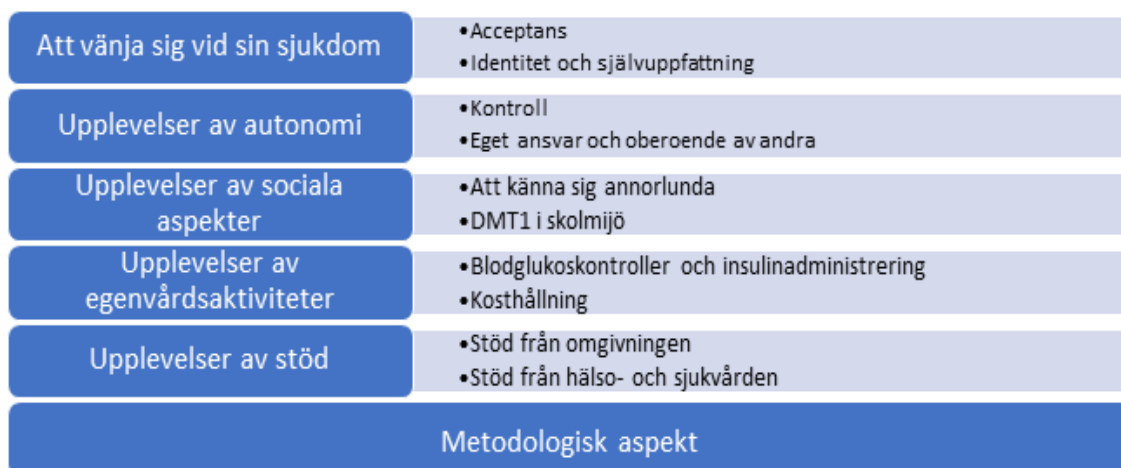 Att vänja sig vid sin sjukdom
•Acceptans
•Identitet och självuppfattning
Upplevelser av autonomi
•Kontroll
•Eget ansvar och oberoende av andra
Upplevelser av sociala
aspekter
•Att känna sig annorlunda
•DMT1 i skolmijö
Upplevelser av
egenvårdsaktiviteter
•Blodglukoskontroller och insulinadministrering
•Kosthållning
Upplevelser av stöd
•Stöd från omgivningen
•Stöd från hälso- och sjukvården
Metodologisk aspekt